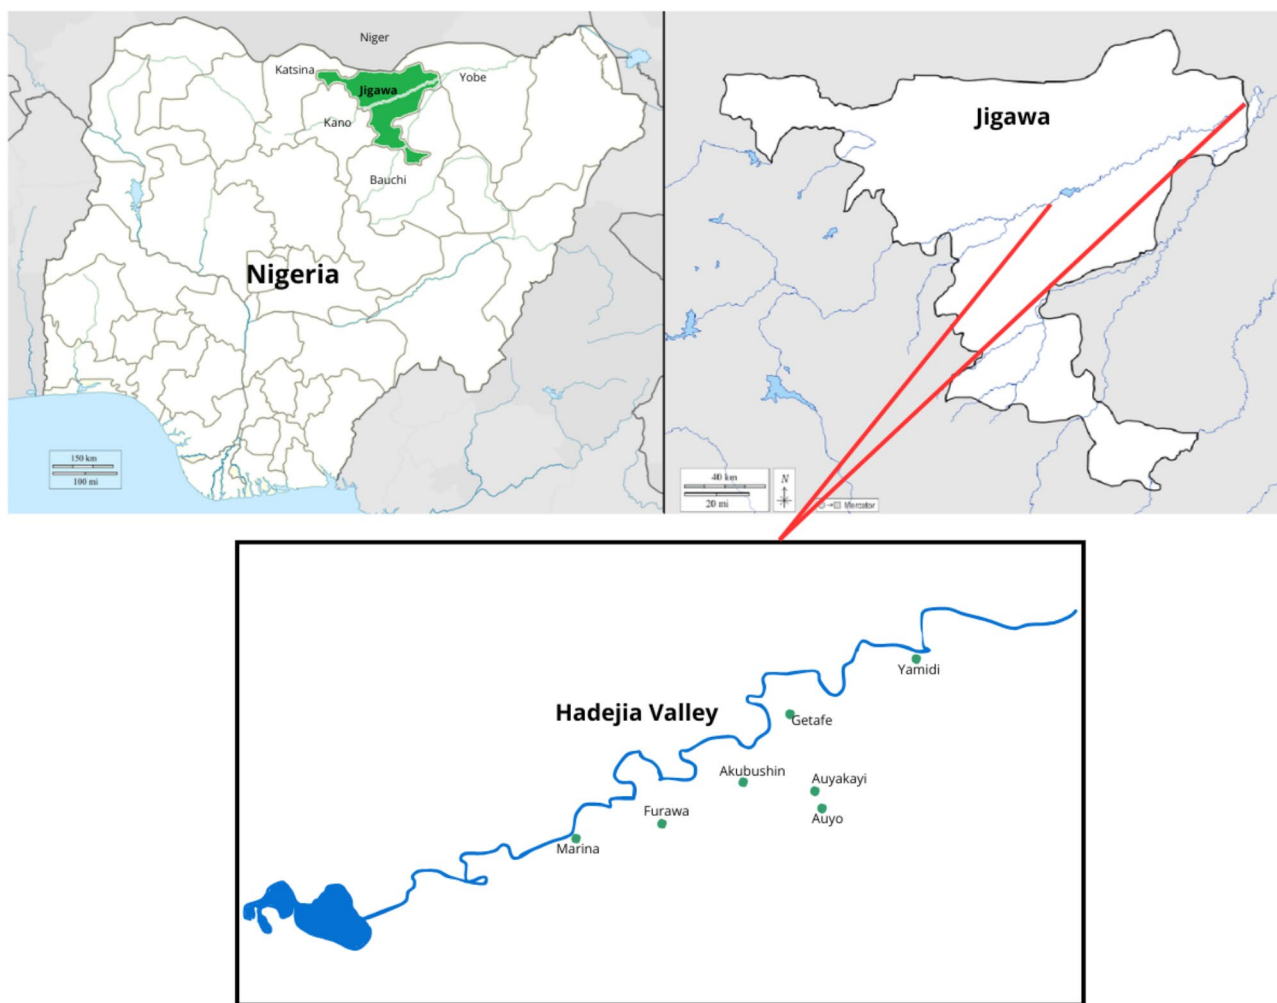 Niger
Katsina
Jigawa
Yobe
Kano
Bauchi
Nigeria
150 km
100 mi
Jigawa
40 km
20 mi
N
Mercator
Hadejia Valley
Yamidi
Getafe
Akubushin
Auyakayi
Furawa
Auyo
Marina